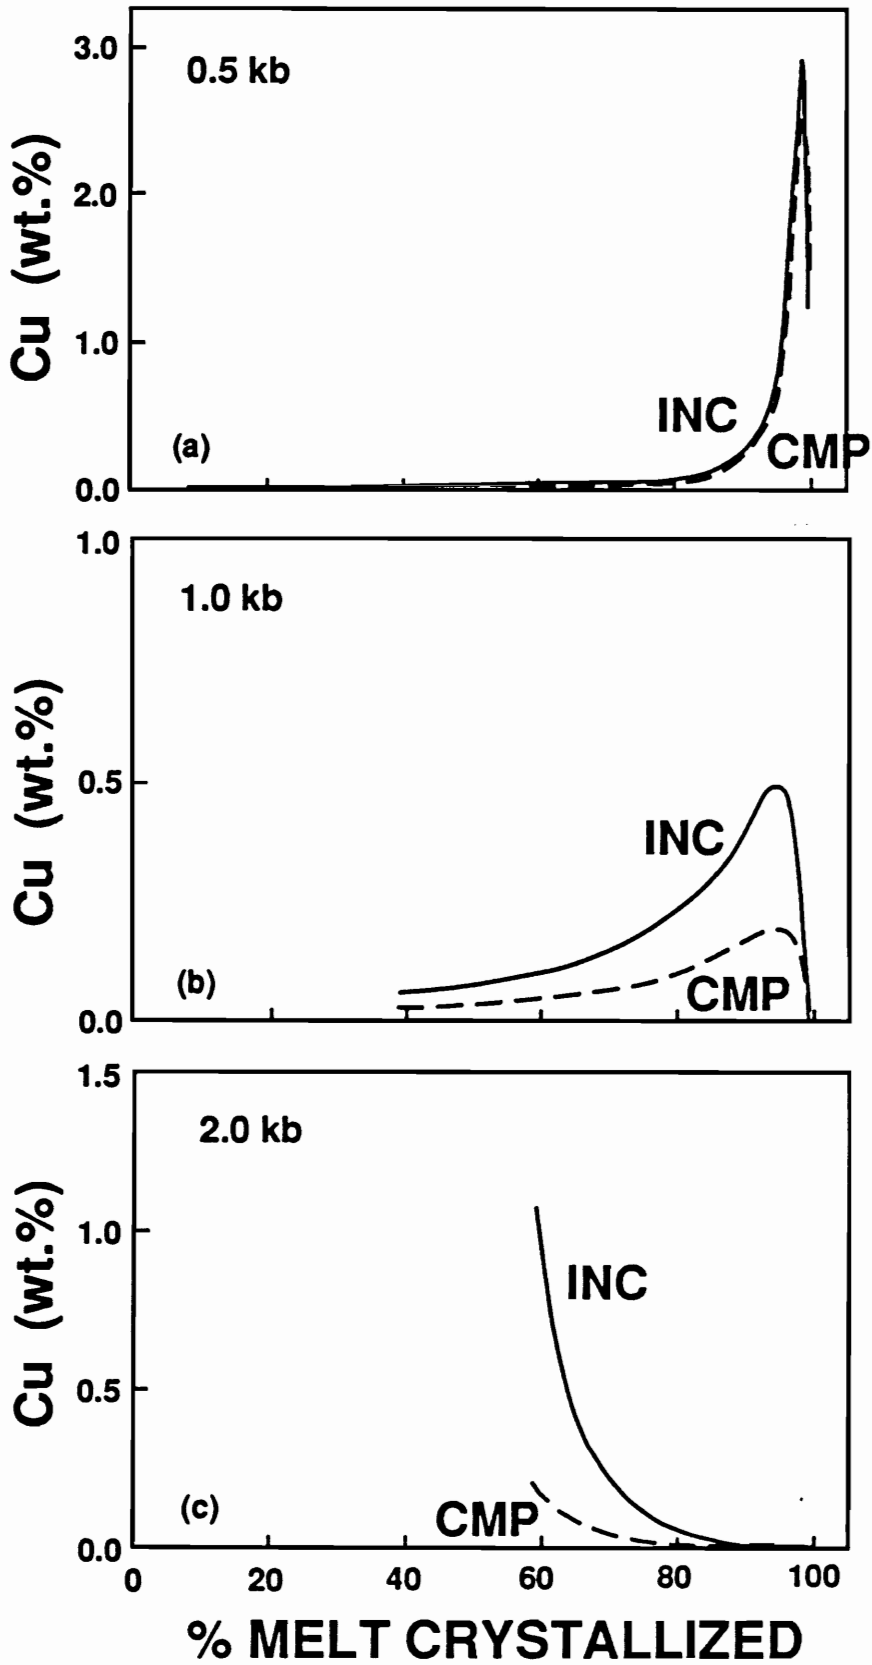 3.0
0.5 kb
2.0
Cu (wt.%)
1.0
INC
(a)
CMP
0.0
1.0
1.0 kb
Cu (wt.%)
0.5
INC
(b)
CMP
0.0
1.5
2.0 kb
Cu (wt.%)
1.0
INC
0.5
(c)
CMP
0.0
0 20 40 60 80 100
% MELT CRYSTALLIZED